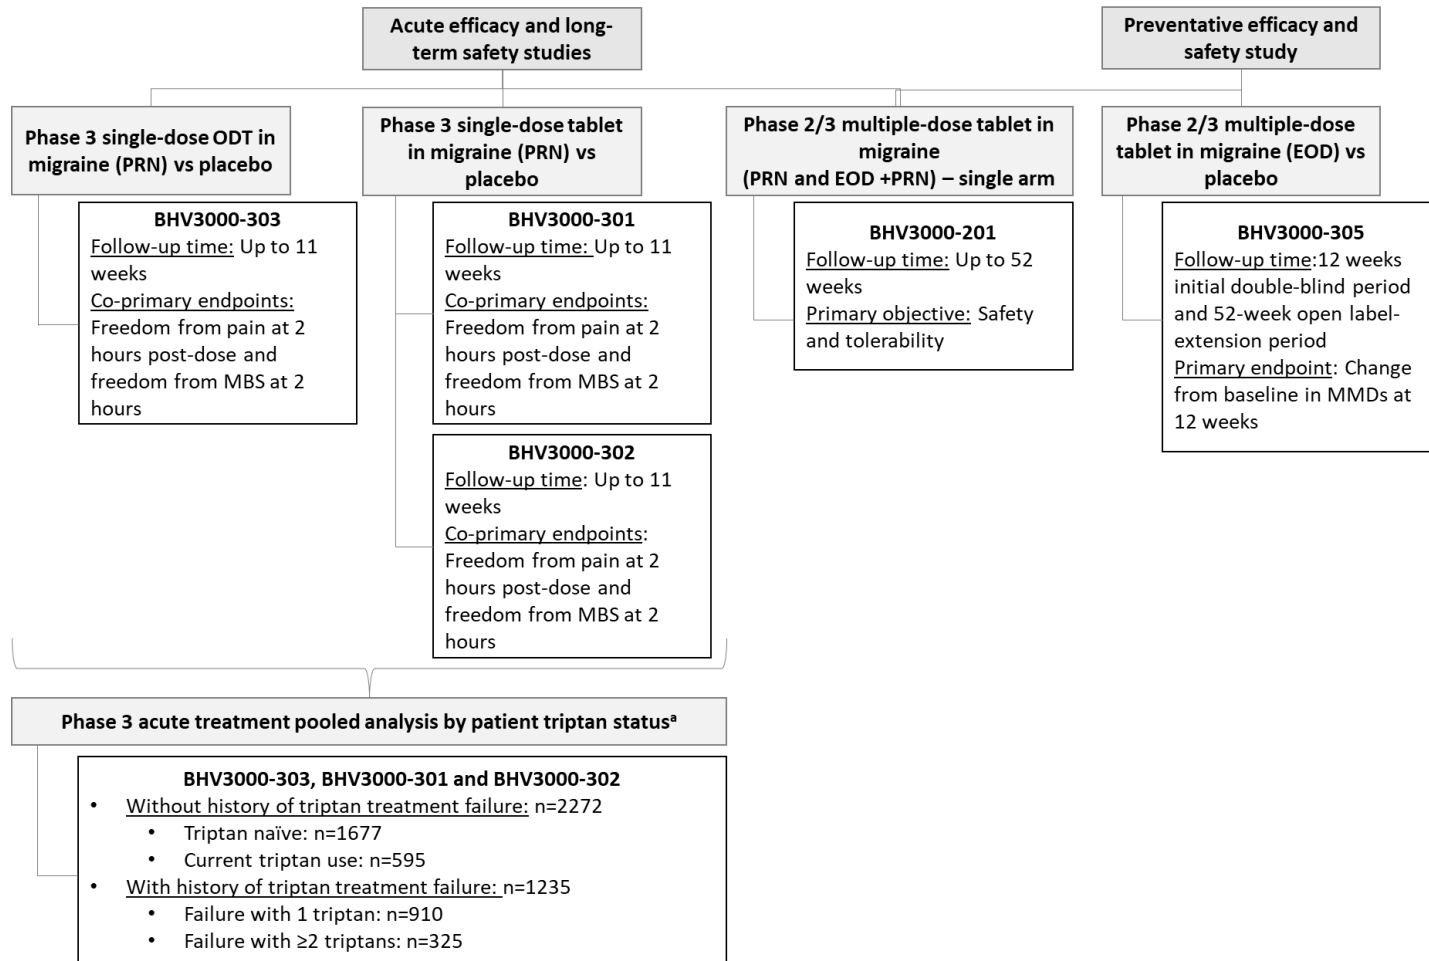 Acute efficacy and long-
term safety studies
Preventative efficacy and
safety study
Phase 3 single-dose ODT in
migraine (PRN) vs placebo
Phase 3 single-dose tablet
in migraine (PRN) vs
placebo
Phase 2/3 multiple-dose tablet in
migraine
(PRN and EOD +PRN) – single arm
Phase 2/3 multiple-dose
tablet in migraine (EOD) vs
placebo
BHV3000-303
Follow-up time: Up to 11
weeks
Co-primary endpoints:
Freedom from pain at 2
hours post-dose and
freedom from MBS at 2
hours
BHV3000-301
Follow-up time: Up to 11
weeks
Co-primary endpoints:
Freedom from pain at 2
hours post-dose and
freedom from MBS at 2
hours
BHV3000-302
Follow-up time: Up to 11
weeks
Co-primary endpoints:
Freedom from pain at 2
hours post-dose and
freedom from MBS at 2
hours
BHV3000-201
Follow-up time: Up to 52
weeks
Primary objective: Safety
and tolerability
BHV3000-305
Follow-up time:12 weeks
initial double-blind period
and 52-week open label-
extension period
Primary endpoint: Change
from baseline in MMDs at
12 weeks
Phase 3 acute treatment pooled analysis by patient triptan statusᵃ
BHV3000-303, BHV3000-301 and BHV3000-302
• Without history of triptan treatment failure: n=2272
• Triptan naïve: n=1677
• Current triptan use: n=595
• With history of triptan treatment failure: n=1235
• Failure with 1 triptan: n=910
• Failure with ≥2 triptans: n=325